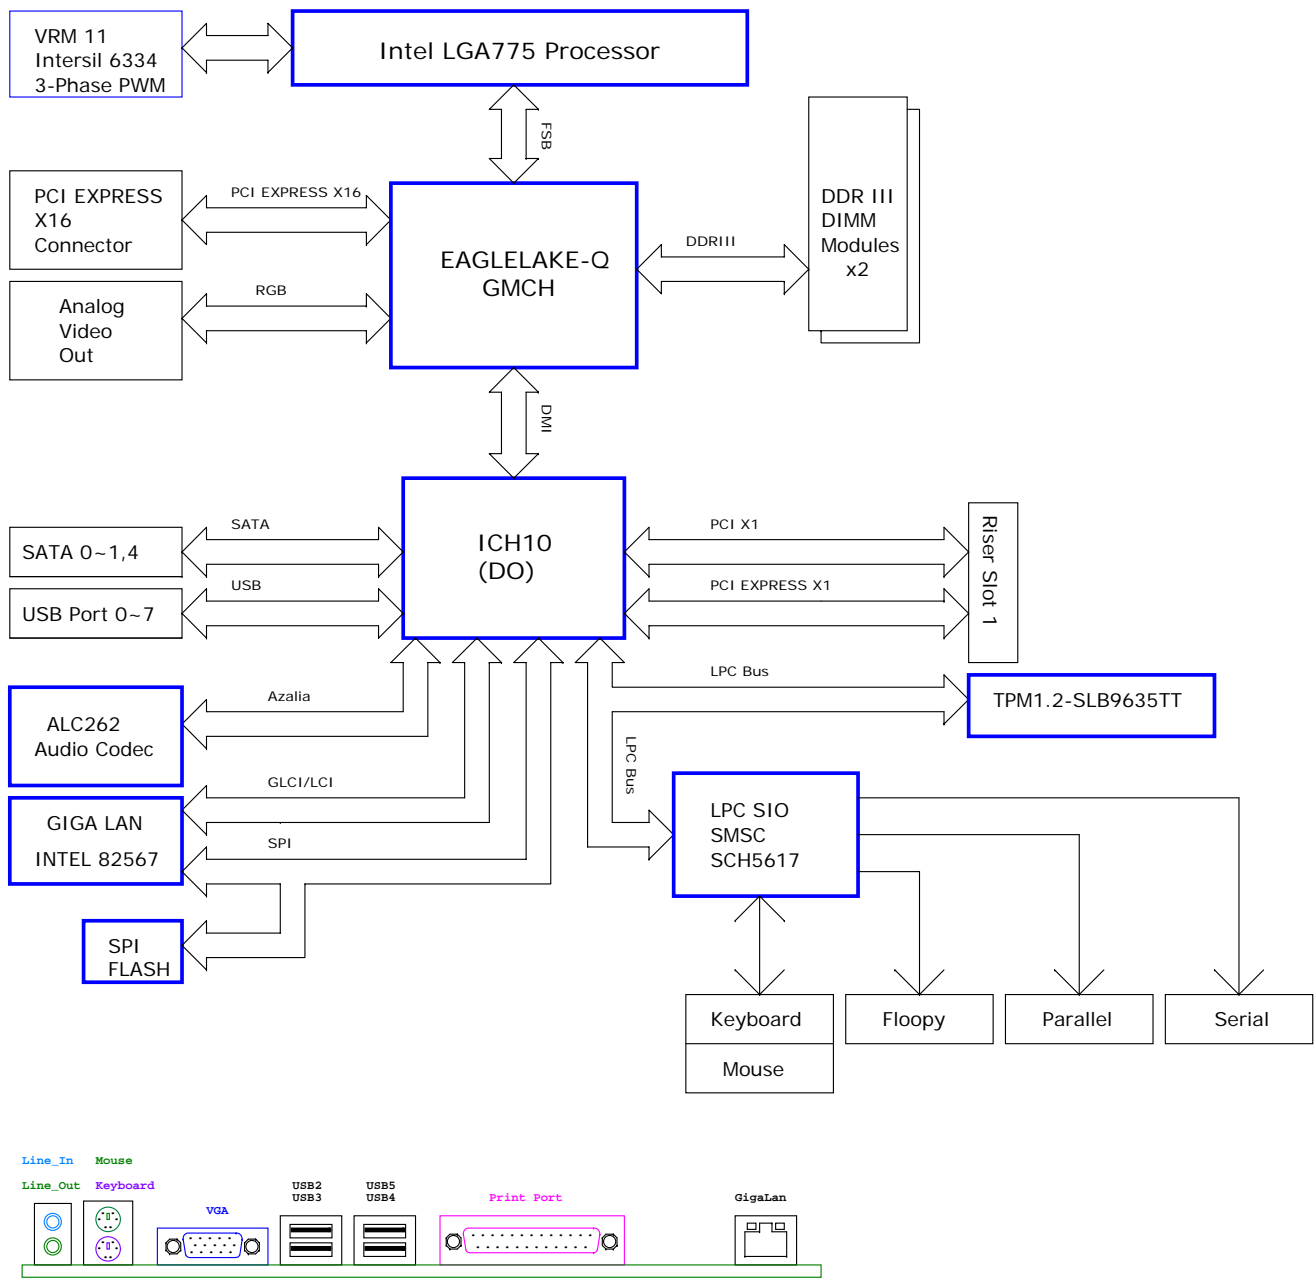 VRM 11
Intersil 6334
3-Phase PWM
Intel LGA775 Processor
FSB
PCI EXPRESS
X16
Connector
PCI EXPRESS X16
EAGLELAKE-Q
GMCH
DDRIII
DDR III
DIMM
Modules
x2
Analog
Video
Out
RGB
DMI
SATA 0~1,4
SATA
ICH10
(DO)
PCI X1
Riser Slot 1
USB Port 0~7
USB
PCI EXPRESS X1
LPC Bus
TPM1.2-SLB9635TT
ALC262
Audio Codec
Azalia
LPC Bus
GIGA LAN
INTEL 82567
GLCI/LCI
SPI
LPC SIO
SMSC
SCH5617
SPI
FLASH
Keyboard
Mouse
Floopy
Parallel
Serial
Line_In
Mouse
Line_Out
Keyboard
VGA
USB2
USB3
USB5
USB4
Print Port
GigaLan